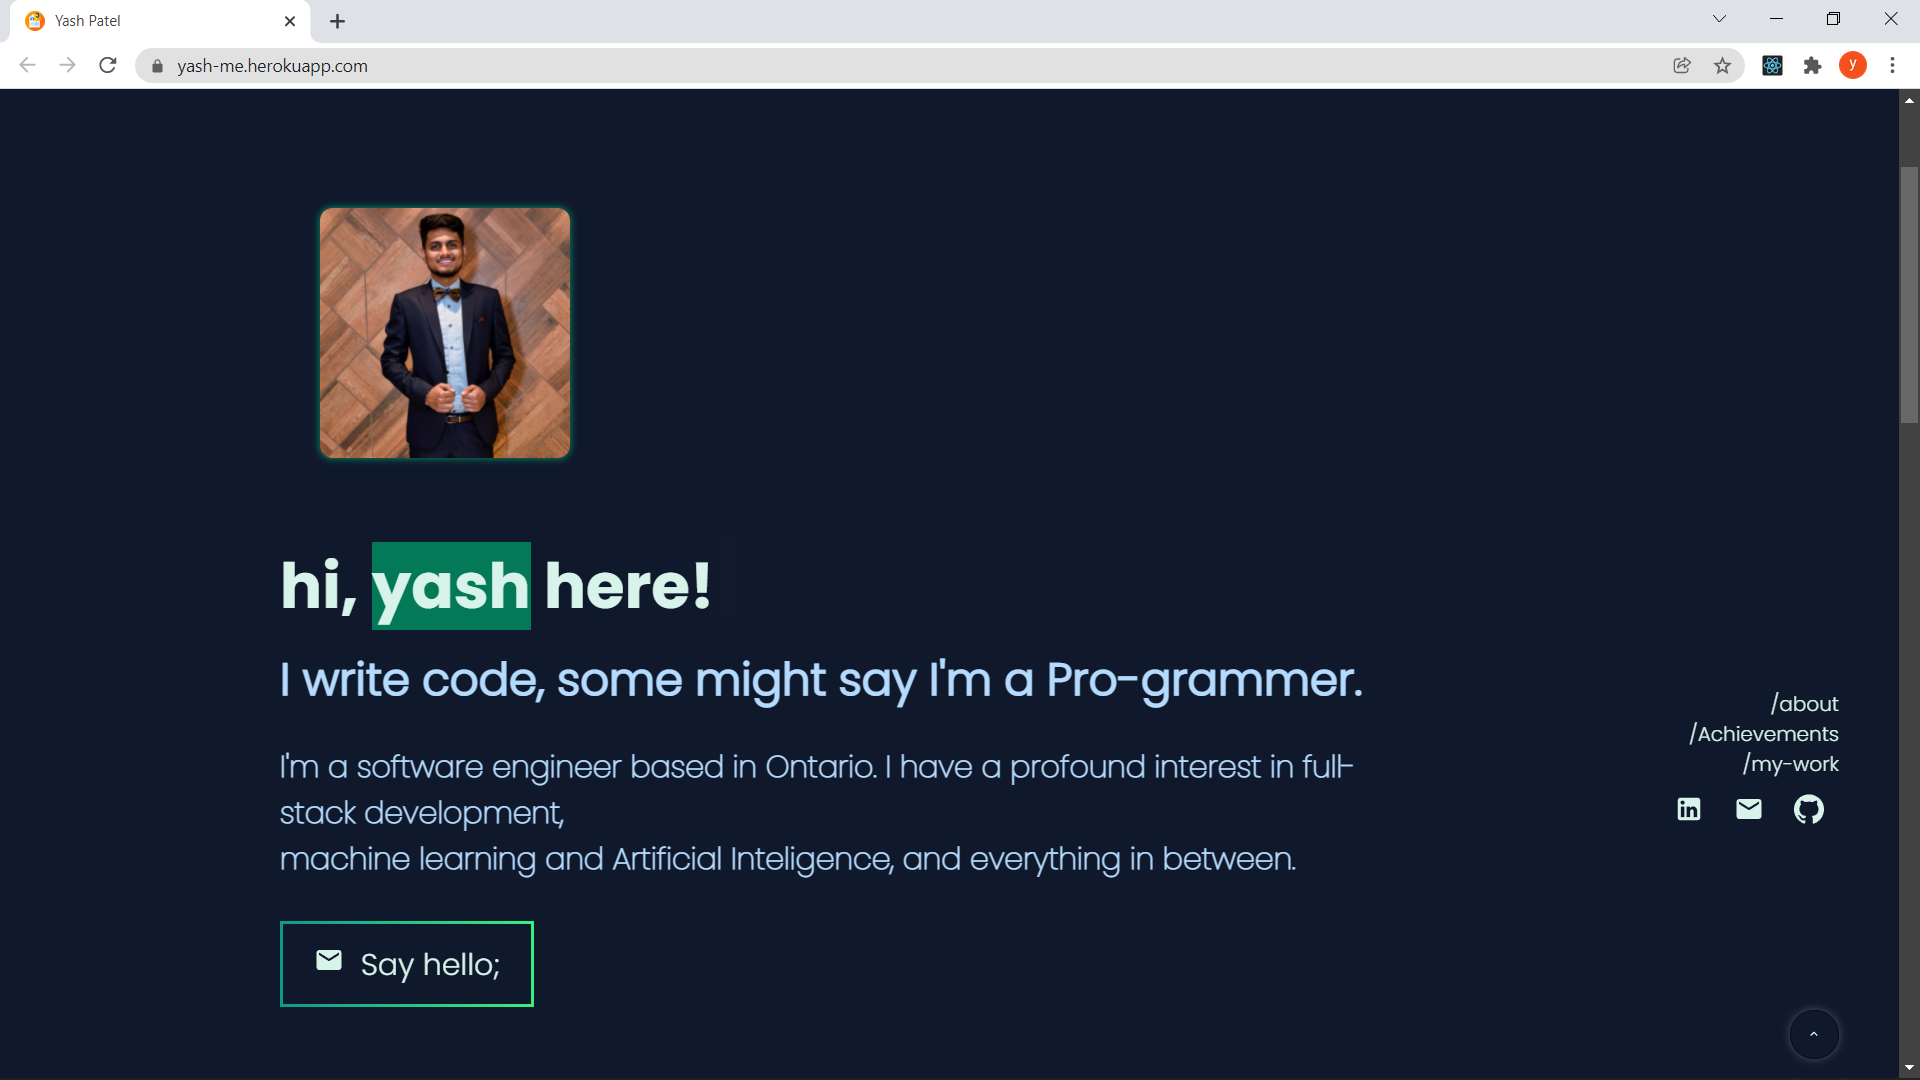 Yash Patel
yash-me.herokuapp.com
y
hi, yash here!
I write code, some might say I'm a Pro-grammer.
I'm a software engineer based in Ontario. I have a profound interest in full-
stack development,
machine learning and Artificial Inteligence, and everything in between.
Say hello;
/about
/Achievements
/my-work
in